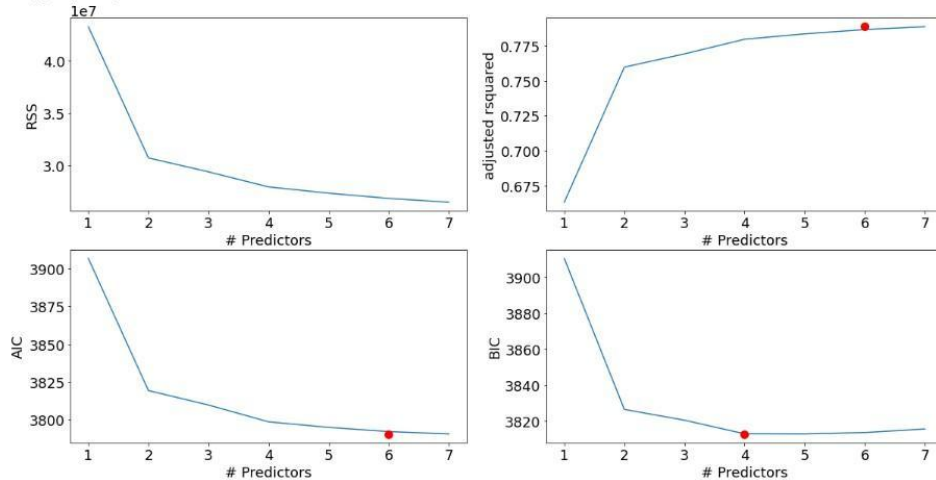 1e7
4.0
3.5
3.0
RSS
1 2 3 4 5 6 7
# Predictors
0.775
0.750
0.725
0.700
0.675
adjusted rsquared
1 2 3 4 5 6 7
# Predictors
3900
3875
3850
3825
3800
AIC
1 2 3 4 5 6 7
# Predictors
3900
3880
3860
3840
3820
BIC
1 2 3 4 5 6 7
# Predictors